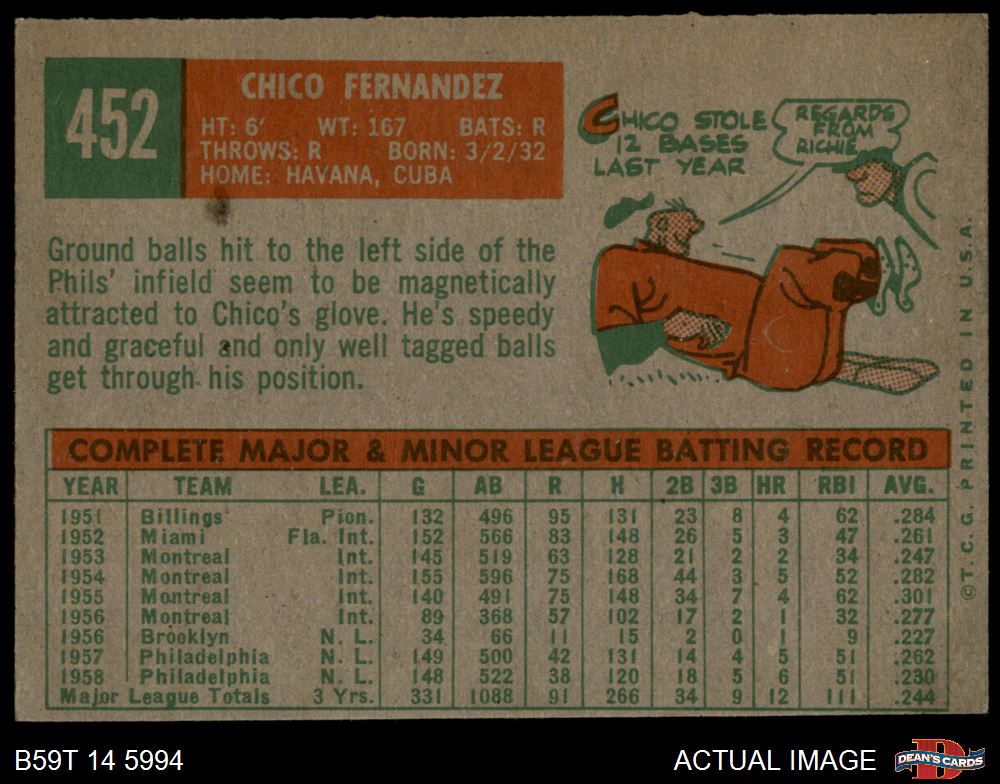 452
CHICO FERNANDEZ
HT: 6' WT: 167 BATS: R
THROWS: R BORN: 3/2/32
HOME: HAVANA, CUBA
CHICO STOLE
12 BASES
LAST YEAR
REGARDS
FROM
RICHIE
Ground balls hit to the left side of the
Phils' infield seem to be magnetically
attracted to Chico's glove. He's speedy
and graceful and only well tagged balls
get through his position.
COMPLETE MAJOR & MINOR LEAGUE BATTING RECORD
YEAR TEAM LEA. G AB R H 2B 3B HR RBI AVG.
1951 Billings Pion. 132 496 95 131 23 8 4 62 .284
1952 Miami Fla. Int. 152 566 83 148 26 5 3 47 .261
1953 Montreal Int. 145 519 63 128 21 2 2 34 .247
1954 Montreal Int. 155 596 75 168 44 3 5 52 .282
1955 Montreal Int. 140 491 75 148 34 7 4 62 .301
1956 Montreal Int. 89 368 57 102 17 2 1 32 .277
1956 Brooklyn N. L. 34 66 11 15 2 0 1 9 .227
1957 Philadelphia N. L. 149 500 42 131 14 4 5 51 .262
1958 Philadelphia N. L. 148 522 38 120 18 5 6 51 .230
Major League Totals 3 Yrs. 331 1088 91 266 34 9 12 111 .244
©T.C.G. PRINTED IN U.S.A.
B59T 14 5994
ACTUAL IMAGE
DEAN'S CARDS